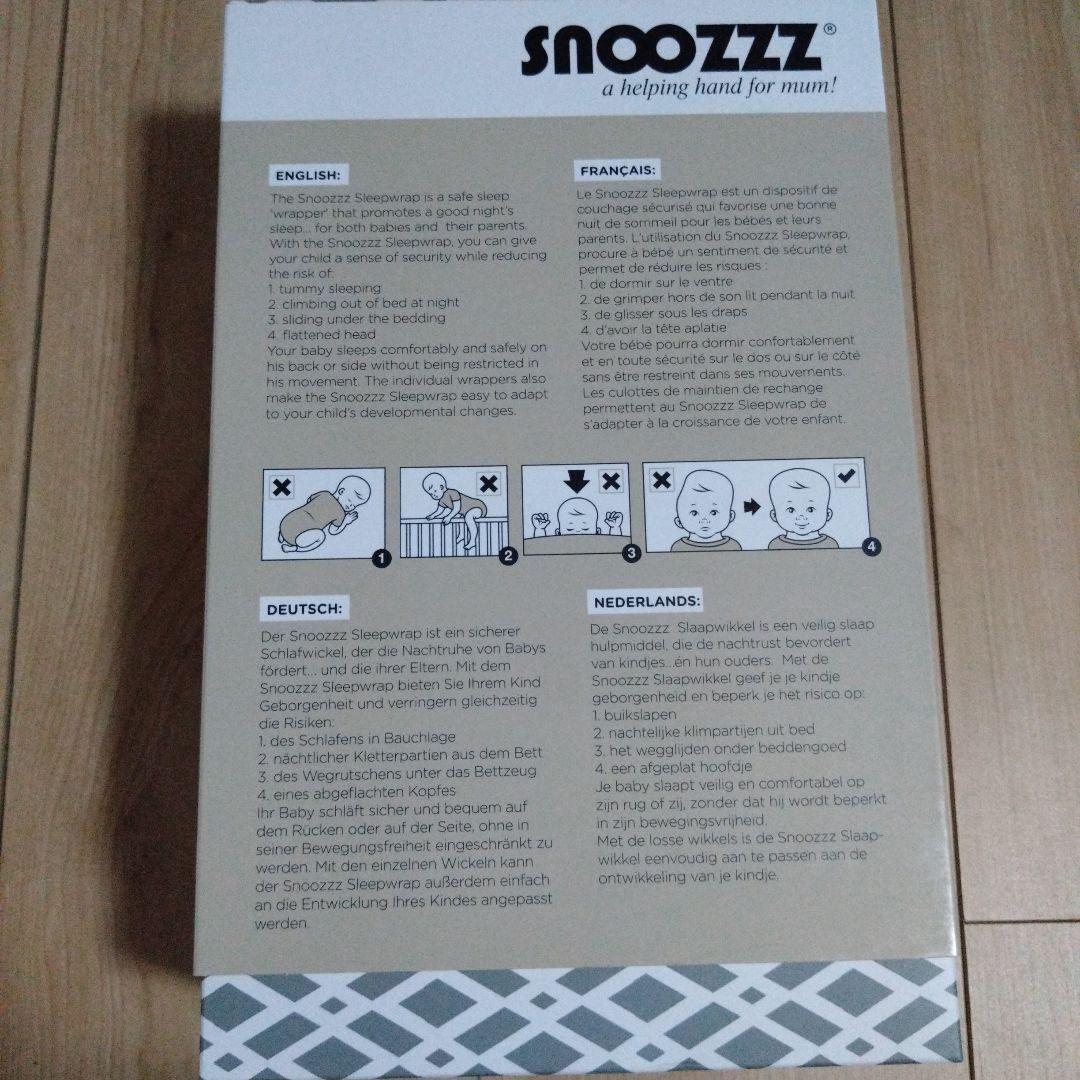 SNOOZZZ®
a helping hand for mum!
ENGLISH:
The Snoozzz Sleepwrap is a safe sleep
'wrapper' that promotes a good night's
sleep... for both babies and their parents.
With the Snoozzz Sleepwrap, you can give
your child a sense of security while reducing
the risk of:
1. tummy sleeping
2. climbing out of bed at night
3. sliding under the bedding
4. flattened head
Your baby sleeps comfortably and safely on
his back or side without being restricted in
his movement. The individual wrappers also
make the Snoozzz Sleepwrap easy to adapt
to your child's developmental changes.
FRANÇAIS:
Le Snoozzz Sleepwrap est un dispositif de
couchage sécurisé qui favorise une bonne
nuit de sommeil pour les bébés et leurs
parents. L'utilisation du Snoozzz Sleepwrap,
procure à bébé un sentiment de sécurité et
permet de réduire les risques :
1. de dormir sur le ventre
2. de grimper hors de son lit pendant la nuit
3. de glisser sous les draps
4. d'avoir la tête aplatie
Votre bébé pourra dormir confortablement
et en toute sécurité sur le dos ou sur le côté
sans être restreint dans ses mouvements.
Les culottes de maintien de rechange
permettent au Snoozzz Sleepwrap de
s'adapter à la croissance de votre enfant.
1
2
3
4
DEUTSCH:
Der Snoozzz Sleepwrap ist ein sicherer
Schlafwickel, der die Nachtruhe von Babys
fördert... und die ihrer Eltern. Mit dem
Snoozzz Sleepwrap bieten Sie Ihrem Kind
Geborgenheit und verringern gleichzeitig
die Risiken:
1. des Schlafens in Bauchlage
2. nächtlicher Kletterpartien aus dem Bett
3. des Wegrutschens unter das Bettzeug
4. eines abgeflachten Kopfes
Ihr Baby schläft sicher und bequem auf
dem Rücken oder auf der Seite, ohne in
seiner Bewegungsfreiheit eingeschränkt zu
werden. Mit den einzelnen Wickeln kann
der Snoozzz Sleepwrap außerdem einfach
an die Entwicklung Ihres Kindes angepasst
werden.
NEDERLANDS:
De Snoozzz Slaapwikkel is een veilig slaap
hulpmiddel, die de nachtrust bevordert
van kindjes...én hun ouders. Met de
Snoozzz Slaapwikkel geef je je kindje
geborgenheid en beperk je het risico op:
1. buikslapen
2. nachtelijke klimpartijen uit bed
3. het wegglijden onder beddengoed
4. een afgeplat hoofdje
Je baby slaapt veilig en comfortabel op
zijn rug of zij, zonder dat hij wordt beperkt
in zijn bewegingsvrijheid.
Met de losse wikkels is de Snoozzz Slaap-
wikkel eenvoudig aan te passen aan de
ontwikkeling van je kindje.